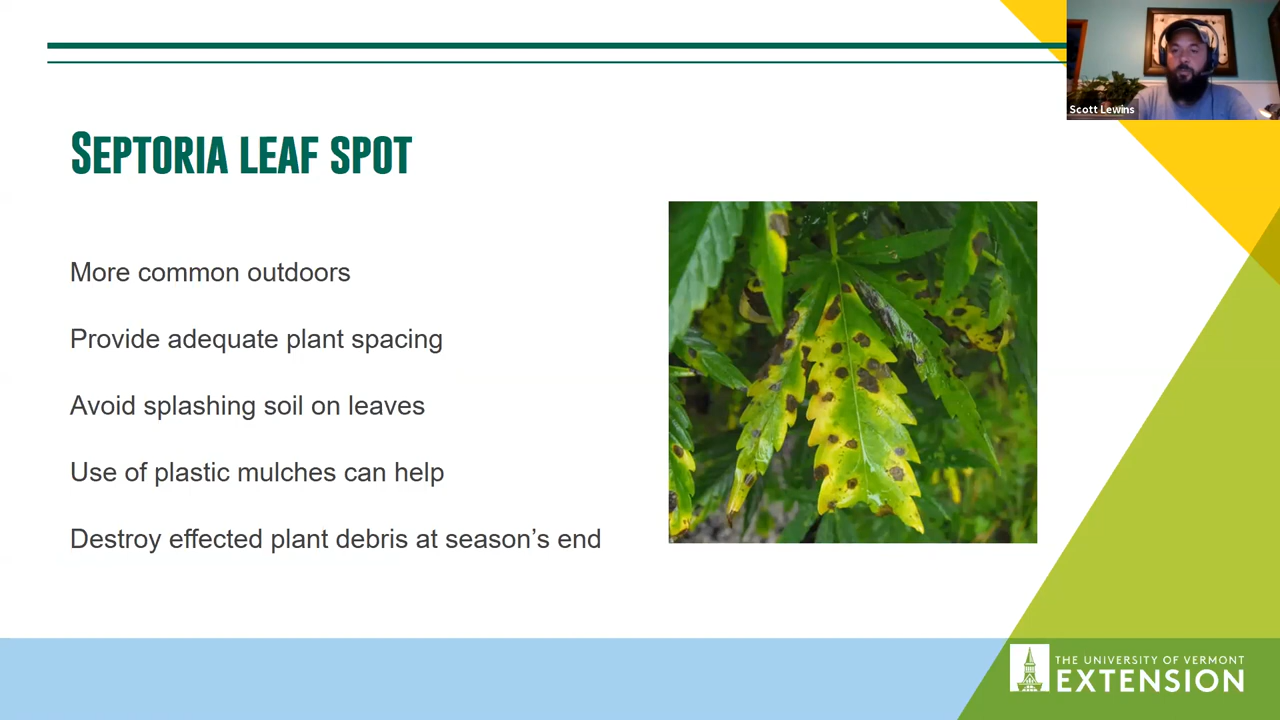 Scott Lewins
SEPTORIA LEAF SPOT
More common outdoors
Provide adequate plant spacing
Avoid splashing soil on leaves
Use of plastic mulches can help
Destroy effected plant debris at season’s end
THE UNIVERSITY OF VERMONT
EXTENSION